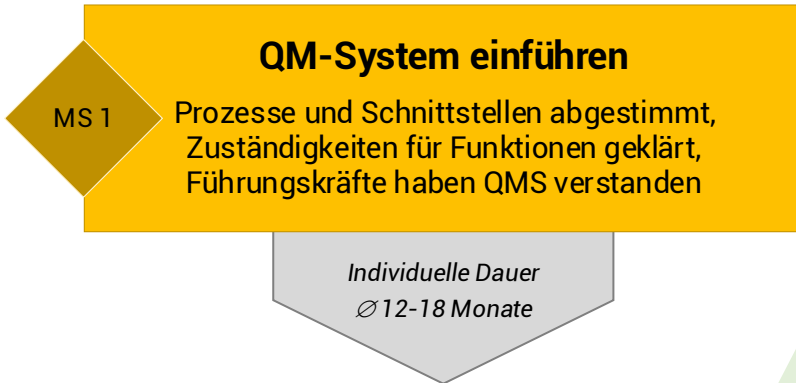 QM-System einführen
MS 1
Prozesse und Schnittstellen abgestimmt,
Zuständigkeiten für Funktionen geklärt,
Führungskräfte haben QMS verstanden
Individuelle Dauer
∅ 12-18 Monate